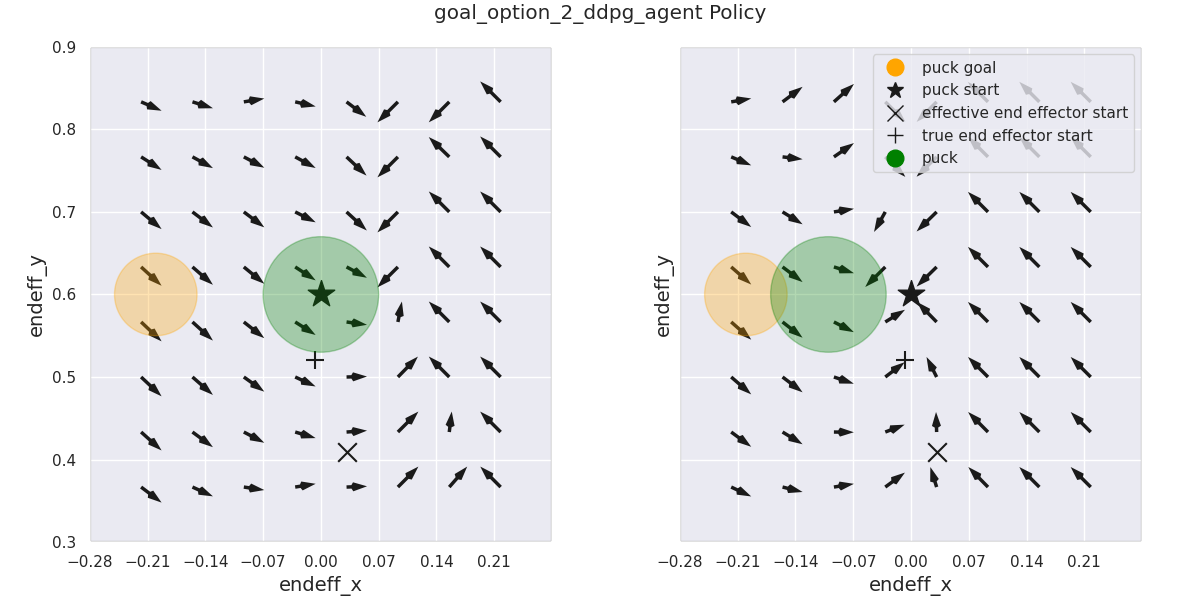 goal_option_2_ddpg_agent Policy
endeff_y
0.9
0.8
0.7
0.6
0.5
0.4
0.3
−0.28 −0.21 −0.14 −0.07 0.00 0.07 0.14 0.21
endeff_x
endeff_y
puck goal
puck start
effective end effector start
true end effector start
puck
−0.28 −0.21 −0.14 −0.07 0.00 0.07 0.14 0.21
endeff_x